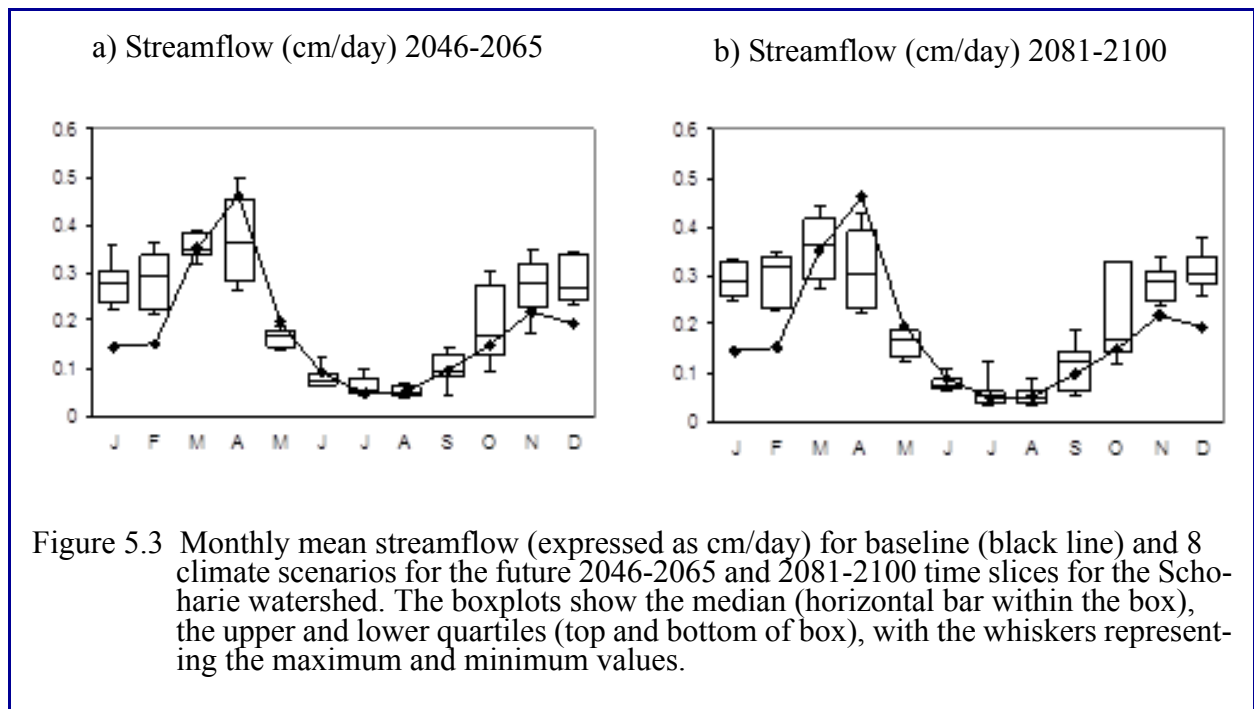 a) Streamflow (cm/day) 2046-2065
b) Streamflow (cm/day) 2081-2100
0.6
0.5
0.4
0.3
0.2
0.1
0
J F M A M J J A S O N D
0.6
0.5
0.4
0.3
0.2
0.1
0
J F M A M J J A S O N D
Figure 5.3 Monthly mean streamflow (expressed as cm/day) for baseline (black line) and 8
climate scenarios for the future 2046-2065 and 2081-2100 time slices for the Scho-
harie watershed. The boxplots show the median (horizontal bar within the box),
the upper and lower quartiles (top and bottom of box), with the whiskers represent-
ing the maximum and minimum values.